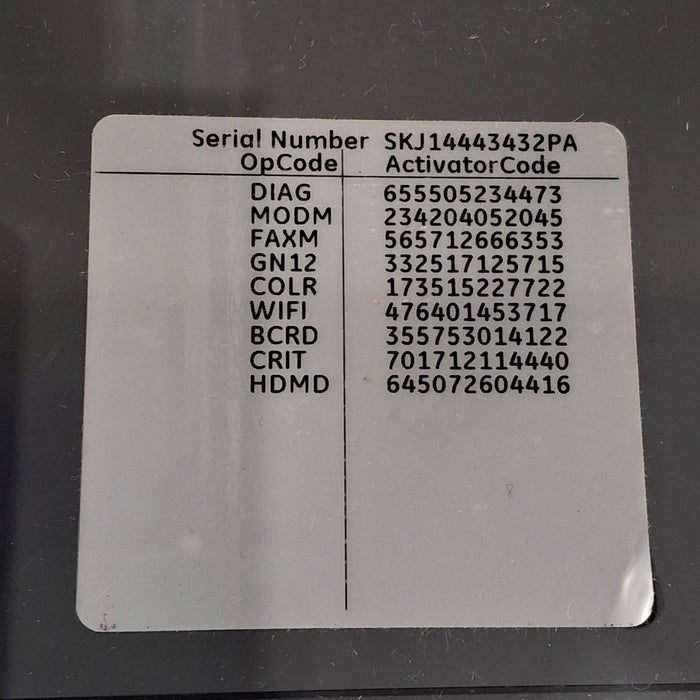 Serial Number SKJ14443432PA
OpCode ActivatorCode
DIAG 655505234473
MODM 234204052045
FAXM 565712666353
GN12 332517125715
COLR 173515227722
WIFI 476401453717
BCRD 355753014122
CRIT 701712114440
HDMD 645072604416